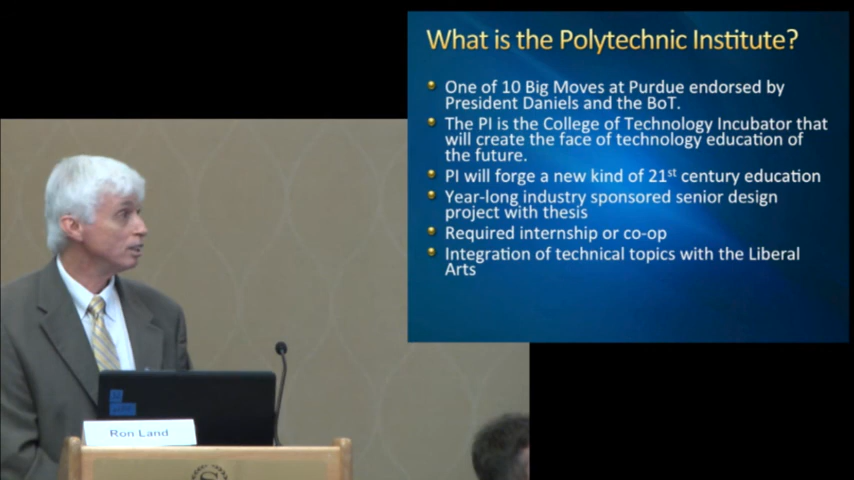 What is the Polytechnic Institute?
One of 10 Big Moves at Purdue endorsed by
President Daniels and the BoT.
The PI is the College of Technology Incubator that
will create the face of technology education of
the future.
PI will forge a new kind of 21st century education
Year-long industry sponsored senior design
project with thesis
Required internship or co-op
Integration of technical topics with the Liberal
Arts
Ron Land
S